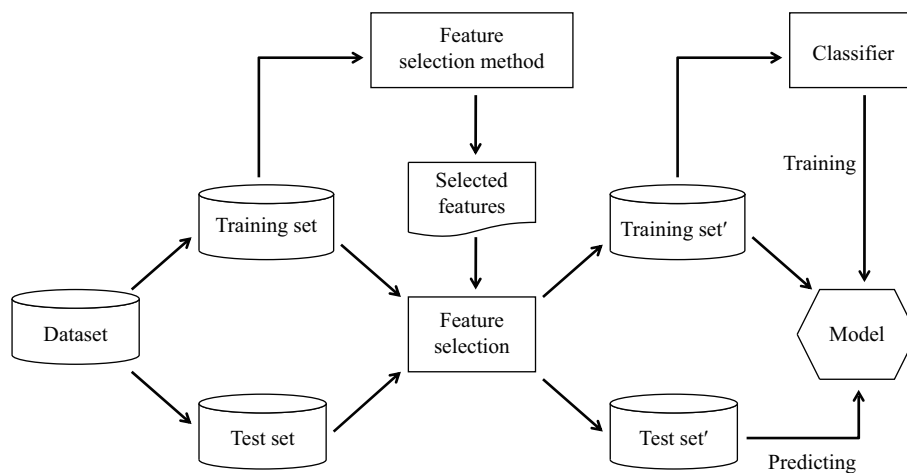 Feature
selection method
Classifier
Training
Selected
features
Training set
Training set′
Dataset
Feature
selection
Model
Test set
Test set′
Predicting